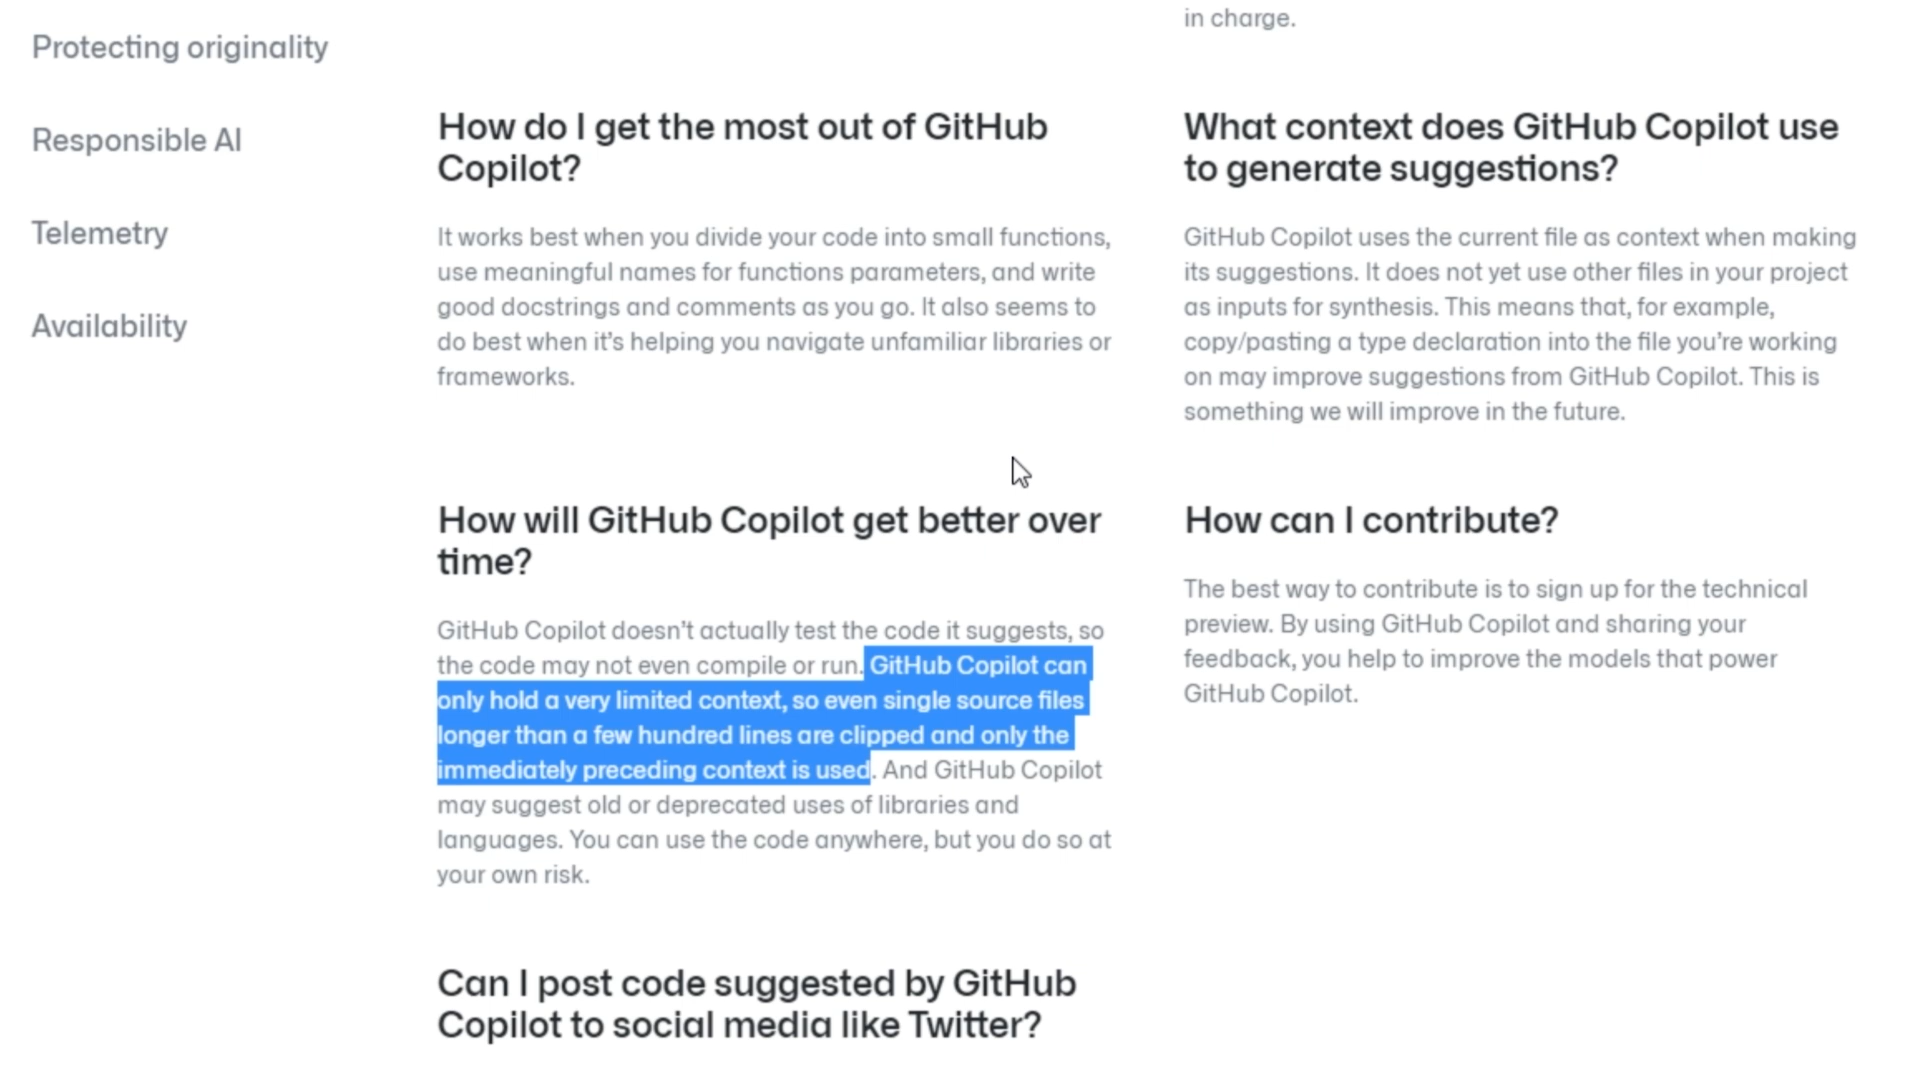 Protecting originality
Responsible AI
Telemetry
Availability
in charge.
How do I get the most out of GitHub
Copilot?
It works best when you divide your code into small functions,
use meaningful names for functions parameters, and write
good docstrings and comments as you go. It also seems to
do best when it’s helping you navigate unfamiliar libraries or
frameworks.
What context does GitHub Copilot use
to generate suggestions?
GitHub Copilot uses the current file as context when making
its suggestions. It does not yet use other files in your project
as inputs for synthesis. This means that, for example,
copy/pasting a type declaration into the file you’re working
on may improve suggestions from GitHub Copilot. This is
something we will improve in the future.
How will GitHub Copilot get better over
time?
GitHub Copilot doesn’t actually test the code it suggests, so
the code may not even compile or run. GitHub Copilot can
only hold a very limited context, so even single source files
longer than a few hundred lines are clipped and only the
immediately preceding context is used. And GitHub Copilot
may suggest old or deprecated uses of libraries and
languages. You can use the code anywhere, but you do so at
your own risk.
How can I contribute?
The best way to contribute is to sign up for the technical
preview. By using GitHub Copilot and sharing your
feedback, you help to improve the models that power
GitHub Copilot.
Can I post code suggested by GitHub
Copilot to social media like Twitter?